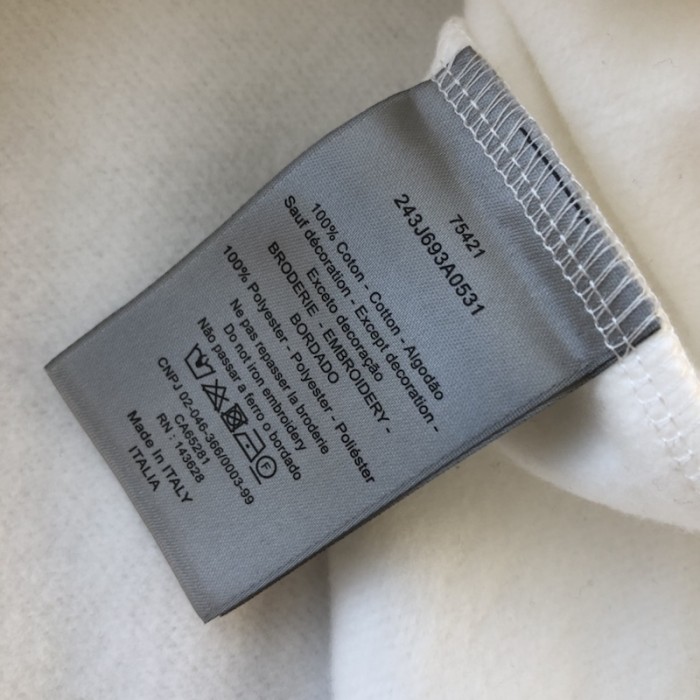 75421
243J693A0531
100% Coton - Cotton - Algodão
Sauf décoration - Except decoration -
Exceto decoração
BRODERIE - EMBROIDERY -
BORDADO
100% Polyester - Polyester - Poliéster
Ne pas repasser la broderie
Do not iron embroidery
Não passar a ferro o bordado
F
CNPJ 02-046-366/0003-99
CA65281
RN : 143628
Made In ITALY
ITALIA